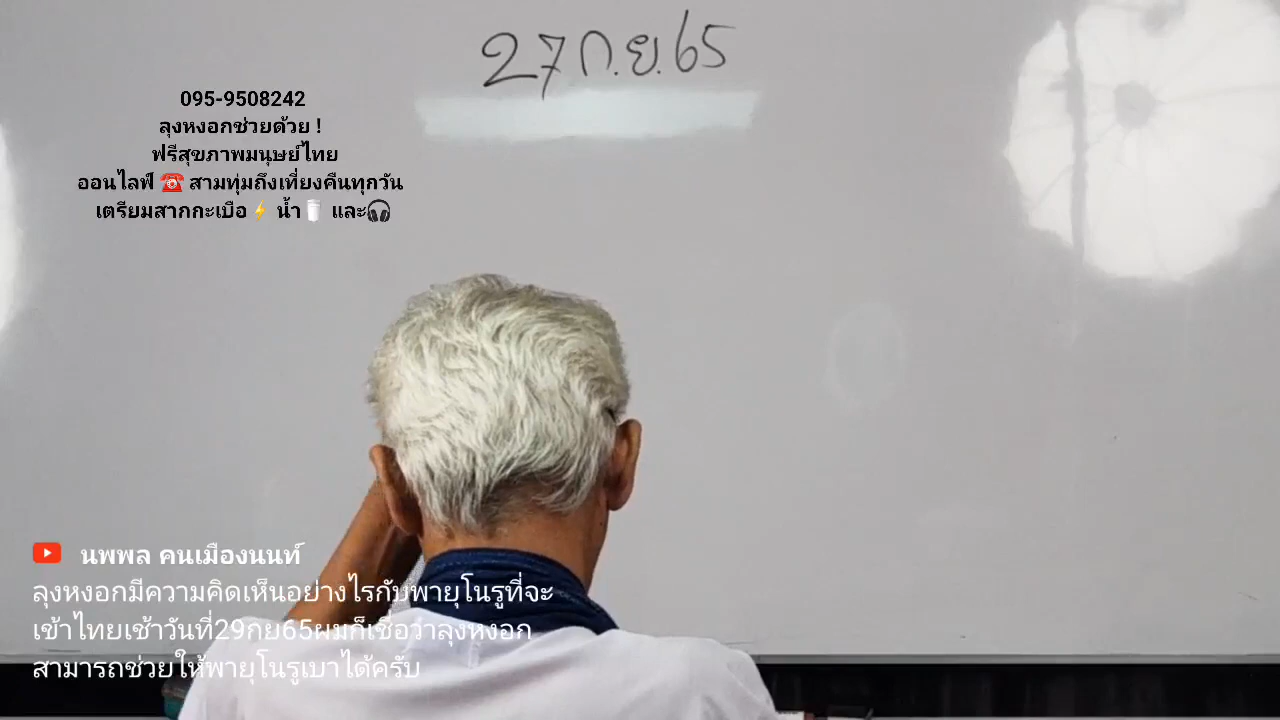 27 ก.ย. 65
095-9508242
ลุงหงอกช่วยด้วย !
ฟรีสุขภาพมนุษย์ไทย
ออนไลฟ์ ☎️ สามทุ่มถึงเที่ยงคืนทุกวัน
เตรียมสากกะเบือ⚡ น้ำ🥛 และ🎧
นพพล คนเมืองนนท์
ลุงหงอกมีความคิดเห็นอย่างไรกับพายุโนรูที่จะ
เข้าไทยเช้าวันที่29กย65ผมก็เชื่อว่าลุงหงอก
สามารถช่วยให้พายุโนรูเบาได้ครับ